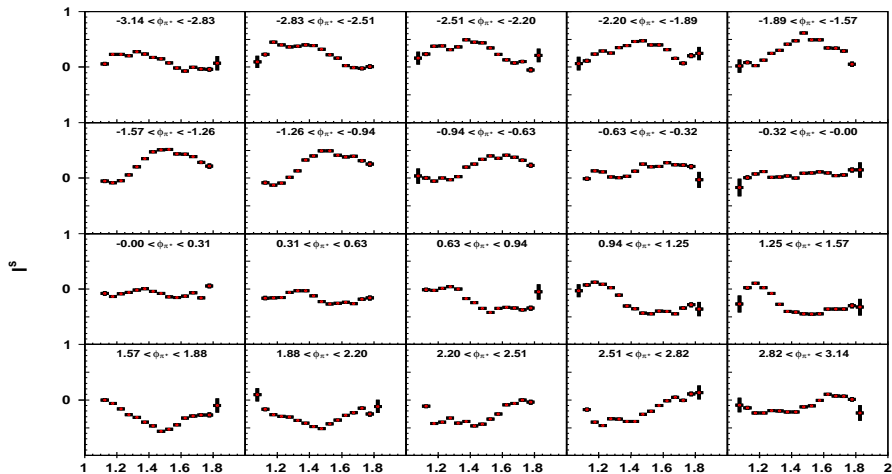 -3.14 < ϕπ+ < -2.83
-2.83 < ϕπ+ < -2.51
-2.51 < ϕπ+ < -2.20
-2.20 < ϕπ+ < -1.89
-1.89 < ϕπ+ < -1.57
1
0
-1.57 < ϕπ+ < -1.26
-1.26 < ϕπ+ < -0.94
-0.94 < ϕπ+ < -0.63
-0.63 < ϕπ+ < -0.32
-0.32 < ϕπ+ < -0.00
1
0
-0.00 < ϕπ+ < 0.31
0.31 < ϕπ+ < 0.63
0.63 < ϕπ+ < 0.94
0.94 < ϕπ+ < 1.25
1.25 < ϕπ+ < 1.57
1
0
Is
1.57 < ϕπ+ < 1.88
1.88 < ϕπ+ < 2.20
2.20 < ϕπ+ < 2.51
2.51 < ϕπ+ < 2.82
2.82 < ϕπ+ < 3.14
1
0
1 1.2 1.4 1.6 1.8 1.2 1.4 1.6 1.8 1.2 1.4 1.6 1.8 1.2 1.4 1.6 1.8 1.2 1.4 1.6 1.8 2